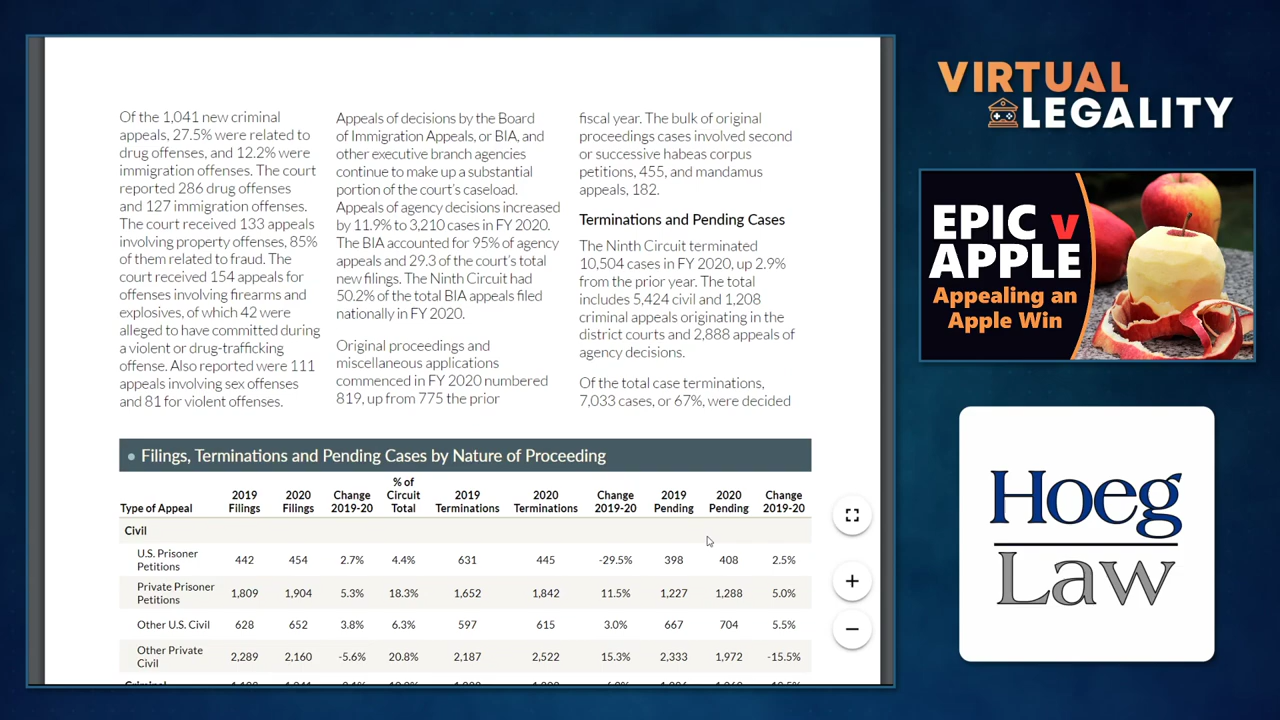 Of the 1,041 new criminal
appeals, 27.5% were related to
drug offenses, and 12.2% were
immigration offenses. The court
reported 286 drug offenses
and 127 immigration offenses.
The court received 133 appeals
involving property offenses, 85%
of them related to fraud. The
court received 154 appeals for
offenses involving firearms and
explosives, of which 42 were
alleged to have committed during
a violent or drug-trafficking
offense. Also reported were 111
appeals involving sex offenses
and 81 for violent offenses.
Appeals of decisions by the Board
of Immigration Appeals, or BIA, and
other executive branch agencies
continue to make up a substantial
portion of the court's caseload.
Appeals of agency decisions increased
by 11.9% to 3,210 cases in FY 2020.
The BIA accounted for 95% of agency
appeals and 29.3 of the court's total
new filings. The Ninth Circuit had
50.2% of the total BIA appeals filed
nationally in FY 2020.
Original proceedings and
miscellaneous applications
commenced in FY 2020 numbered
819, up from 775 the prior
fiscal year. The bulk of original
proceedings cases involved second
or successive habeas corpus
petitions, 455, and mandamus
appeals, 182.
Terminations and Pending Cases
The Ninth Circuit terminated
10,504 cases in FY 2020, up 2.9%
from the prior year. The total
includes 5,424 civil and 1,208
criminal appeals originating in the
district courts and 2,888 appeals of
agency decisions.
Of the total case terminations,
7,033 cases, or 67%, were decided
• Filings, Terminations and Pending Cases by Nature of Proceeding
Type of Appeal 2019 Filings 2020 Filings Change 2019-20 % of Circuit Total 2019 Terminations 2020 Terminations Change 2019-20 2019 Pending 2020 Pending Change 2019-20
Civil
U.S. Prisoner Petitions 442 454 2.7% 4.4% 631 445 -29.5% 398 408 2.5%
Private Prisoner Petitions 1,809 1,904 5.3% 18.3% 1,652 1,842 11.5% 1,227 1,288 5.0%
Other U.S. Civil 628 652 3.8% 6.3% 597 615 3.0% 667 704 5.5%
Other Private Civil 2,289 2,160 -5.6% 20.8% 2,187 2,522 15.3% 2,333 1,972 -15.5%
VIRTUAL
LEGALITY
EPIC v
APPLE
Appealing an
Apple Win
Hoeg
Law